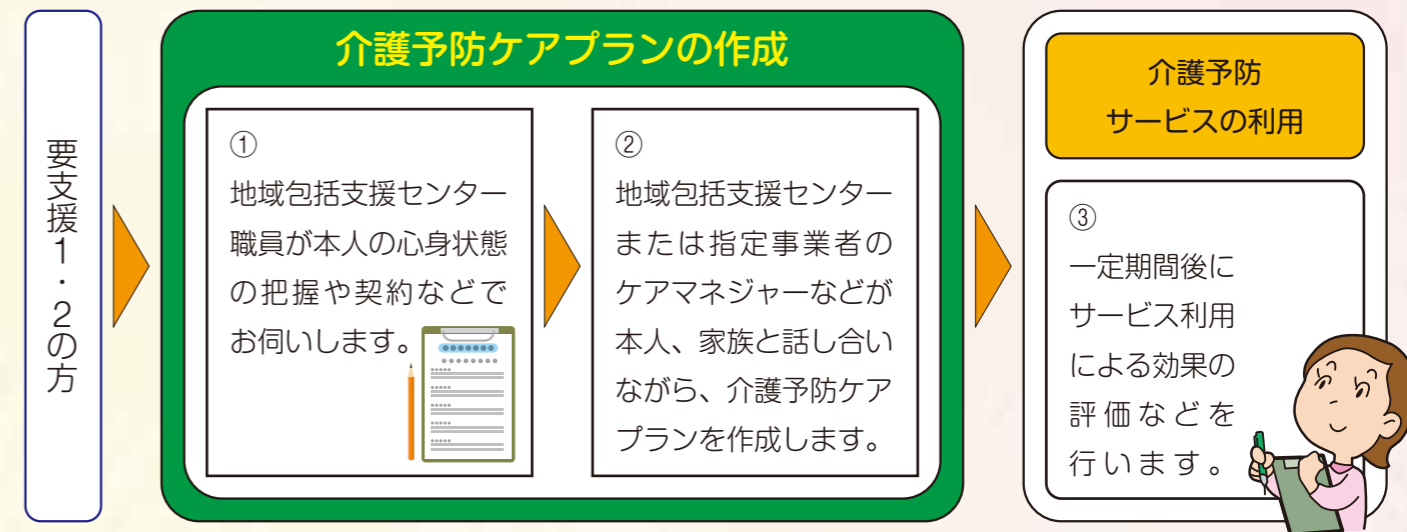 要支援1・2の方
介護予防ケアプランの作成
①
地域包括支援センター
職員が本人の心身状態
の把握や契約などで
お伺いします。
②
地域包括支援センター
または指定事業者の
ケアマネジャーなどが
本人、家族と話し合い
ながら、介護予防ケア
プランを作成します。
介護予防
サービスの利用
③
一定期間後に
サービス利用
による効果の
評価などを
行います。